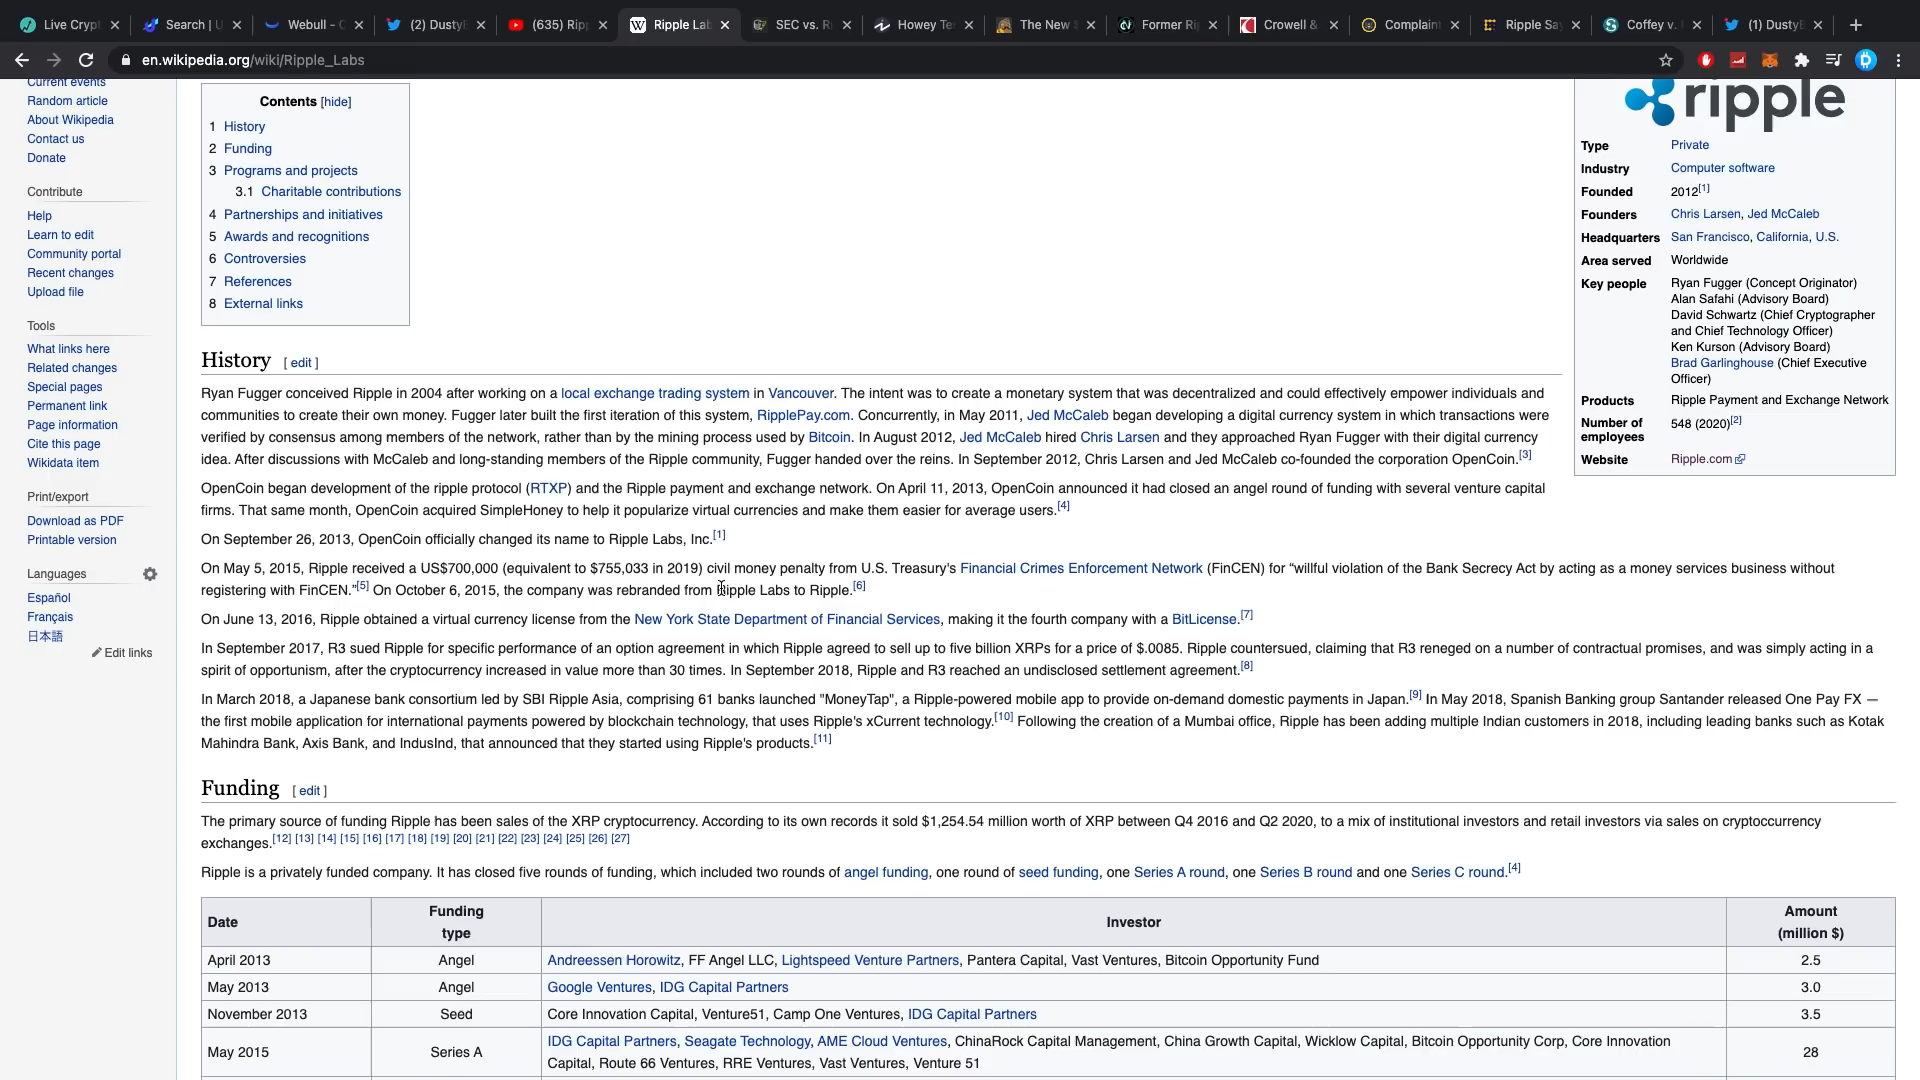 Live Crypt
Search | U
Webull - C
(2) DustyB
(635) Ripp
Ripple Lab
SEC vs. Ri
Howey Te
The New S
Former Ri
Crowell &
Complain
Ripple Say
Coffey v.
(1) DustyB
en.wikipedia.org/wiki/Ripple_Labs
Current events
Random article
About Wikipedia
Contact us
Donate
Contribute
Help
Learn to edit
Community portal
Recent changes
Upload file
Tools
What links here
Related changes
Special pages
Permanent link
Page information
Cite this page
Wikidata item
Print/export
Download as PDF
Printable version
Languages
Español
Français
日本語
Edit links
Contents [hide]
1 History
2 Funding
3 Programs and projects
3.1 Charitable contributions
4 Partnerships and initiatives
5 Awards and recognitions
6 Controversies
7 References
8 External links
ripple
Type Private
Industry Computer software
Founded 2012[1]
Founders Chris Larsen, Jed McCaleb
Headquarters San Francisco, California, U.S.
Area served Worldwide
Key people Ryan Fugger (Concept Originator)
Alan Safahi (Advisory Board)
David Schwartz (Chief Cryptographer
and Chief Technology Officer)
Ken Kurson (Advisory Board)
Brad Garlinghouse (Chief Executive
Officer)
Products Ripple Payment and Exchange Network
Number of employees 548 (2020)[2]
Website Ripple.com
History [ edit ]
Ryan Fugger conceived Ripple in 2004 after working on a local exchange trading system in Vancouver. The intent was to create a monetary system that was decentralized and could effectively empower individuals and
communities to create their own money. Fugger later built the first iteration of this system, RipplePay.com. Concurrently, in May 2011, Jed McCaleb began developing a digital currency system in which transactions were
verified by consensus among members of the network, rather than by the mining process used by Bitcoin. In August 2012, Jed McCaleb hired Chris Larsen and they approached Ryan Fugger with their digital currency
idea. After discussions with McCaleb and long-standing members of the Ripple community, Fugger handed over the reins. In September 2012, Chris Larsen and Jed McCaleb co-founded the corporation OpenCoin.[3]
OpenCoin began development of the ripple protocol (RTXP) and the Ripple payment and exchange network. On April 11, 2013, OpenCoin announced it had closed an angel round of funding with several venture capital
firms. That same month, OpenCoin acquired SimpleHoney to help it popularize virtual currencies and make them easier for average users.[4]
On September 26, 2013, OpenCoin officially changed its name to Ripple Labs, Inc.[1]
On May 5, 2015, Ripple received a US$700,000 (equivalent to $755,033 in 2019) civil money penalty from U.S. Treasury's Financial Crimes Enforcement Network (FinCEN) for “willful violation of the Bank Secrecy Act by acting as a money services business without
registering with FinCEN.”[5] On October 6, 2015, the company was rebranded from Ripple Labs to Ripple.[6]
On June 13, 2016, Ripple obtained a virtual currency license from the New York State Department of Financial Services, making it the fourth company with a BitLicense.[7]
In September 2017, R3 sued Ripple for specific performance of an option agreement in which Ripple agreed to sell up to five billion XRPs for a price of $.0085. Ripple countersued, claiming that R3 reneged on a number of contractual promises, and was simply acting in a
spirit of opportunism, after the cryptocurrency increased in value more than 30 times. In September 2018, Ripple and R3 reached an undisclosed settlement agreement.[8]
In March 2018, a Japanese bank consortium led by SBI Ripple Asia, comprising 61 banks launched "MoneyTap", a Ripple-powered mobile app to provide on-demand domestic payments in Japan.[9] In May 2018, Spanish Banking group Santander released One Pay FX —
the first mobile application for international payments powered by blockchain technology, that uses Ripple's xCurrent technology.[10] Following the creation of a Mumbai office, Ripple has been adding multiple Indian customers in 2018, including leading banks such as Kotak
Mahindra Bank, Axis Bank, and IndusInd, that announced that they started using Ripple's products.[11]
Funding [ edit ]
The primary source of funding Ripple has been sales of the XRP cryptocurrency. According to its own records it sold $1,254.54 million worth of XRP between Q4 2016 and Q2 2020, to a mix of institutional investors and retail investors via sales on cryptoccurrency
exchanges.[12] [13] [14] [15] [16] [17] [18] [19] [20] [21] [22] [23] [24] [25] [26] [27]
Ripple is a privately funded company. It has closed five rounds of funding, which included two rounds of angel funding, one round of seed funding, one Series A round, one Series B round and one Series C round.[4]
Date Funding type Investor Amount (million $)
April 2013 Angel Andreessen Horowitz, FF Angel LLC, Lightspeed Venture Partners, Pantera Capital, Vast Ventures, Bitcoin Opportunity Fund 2.5
May 2013 Angel Google Ventures, IDG Capital Partners 3.0
November 2013 Seed Core Innovation Capital, Venture51, Camp One Ventures, IDG Capital Partners 3.5
May 2015 Series A IDG Capital Partners, Seagate Technology, AME Cloud Ventures, ChinaRock Capital Management, China Growth Capital, Wicklow Capital, Bitcoin Opportunity Corp, Core Innovation
Capital, Route 66 Ventures, RRE Ventures, Vast Ventures, Venture 51 28